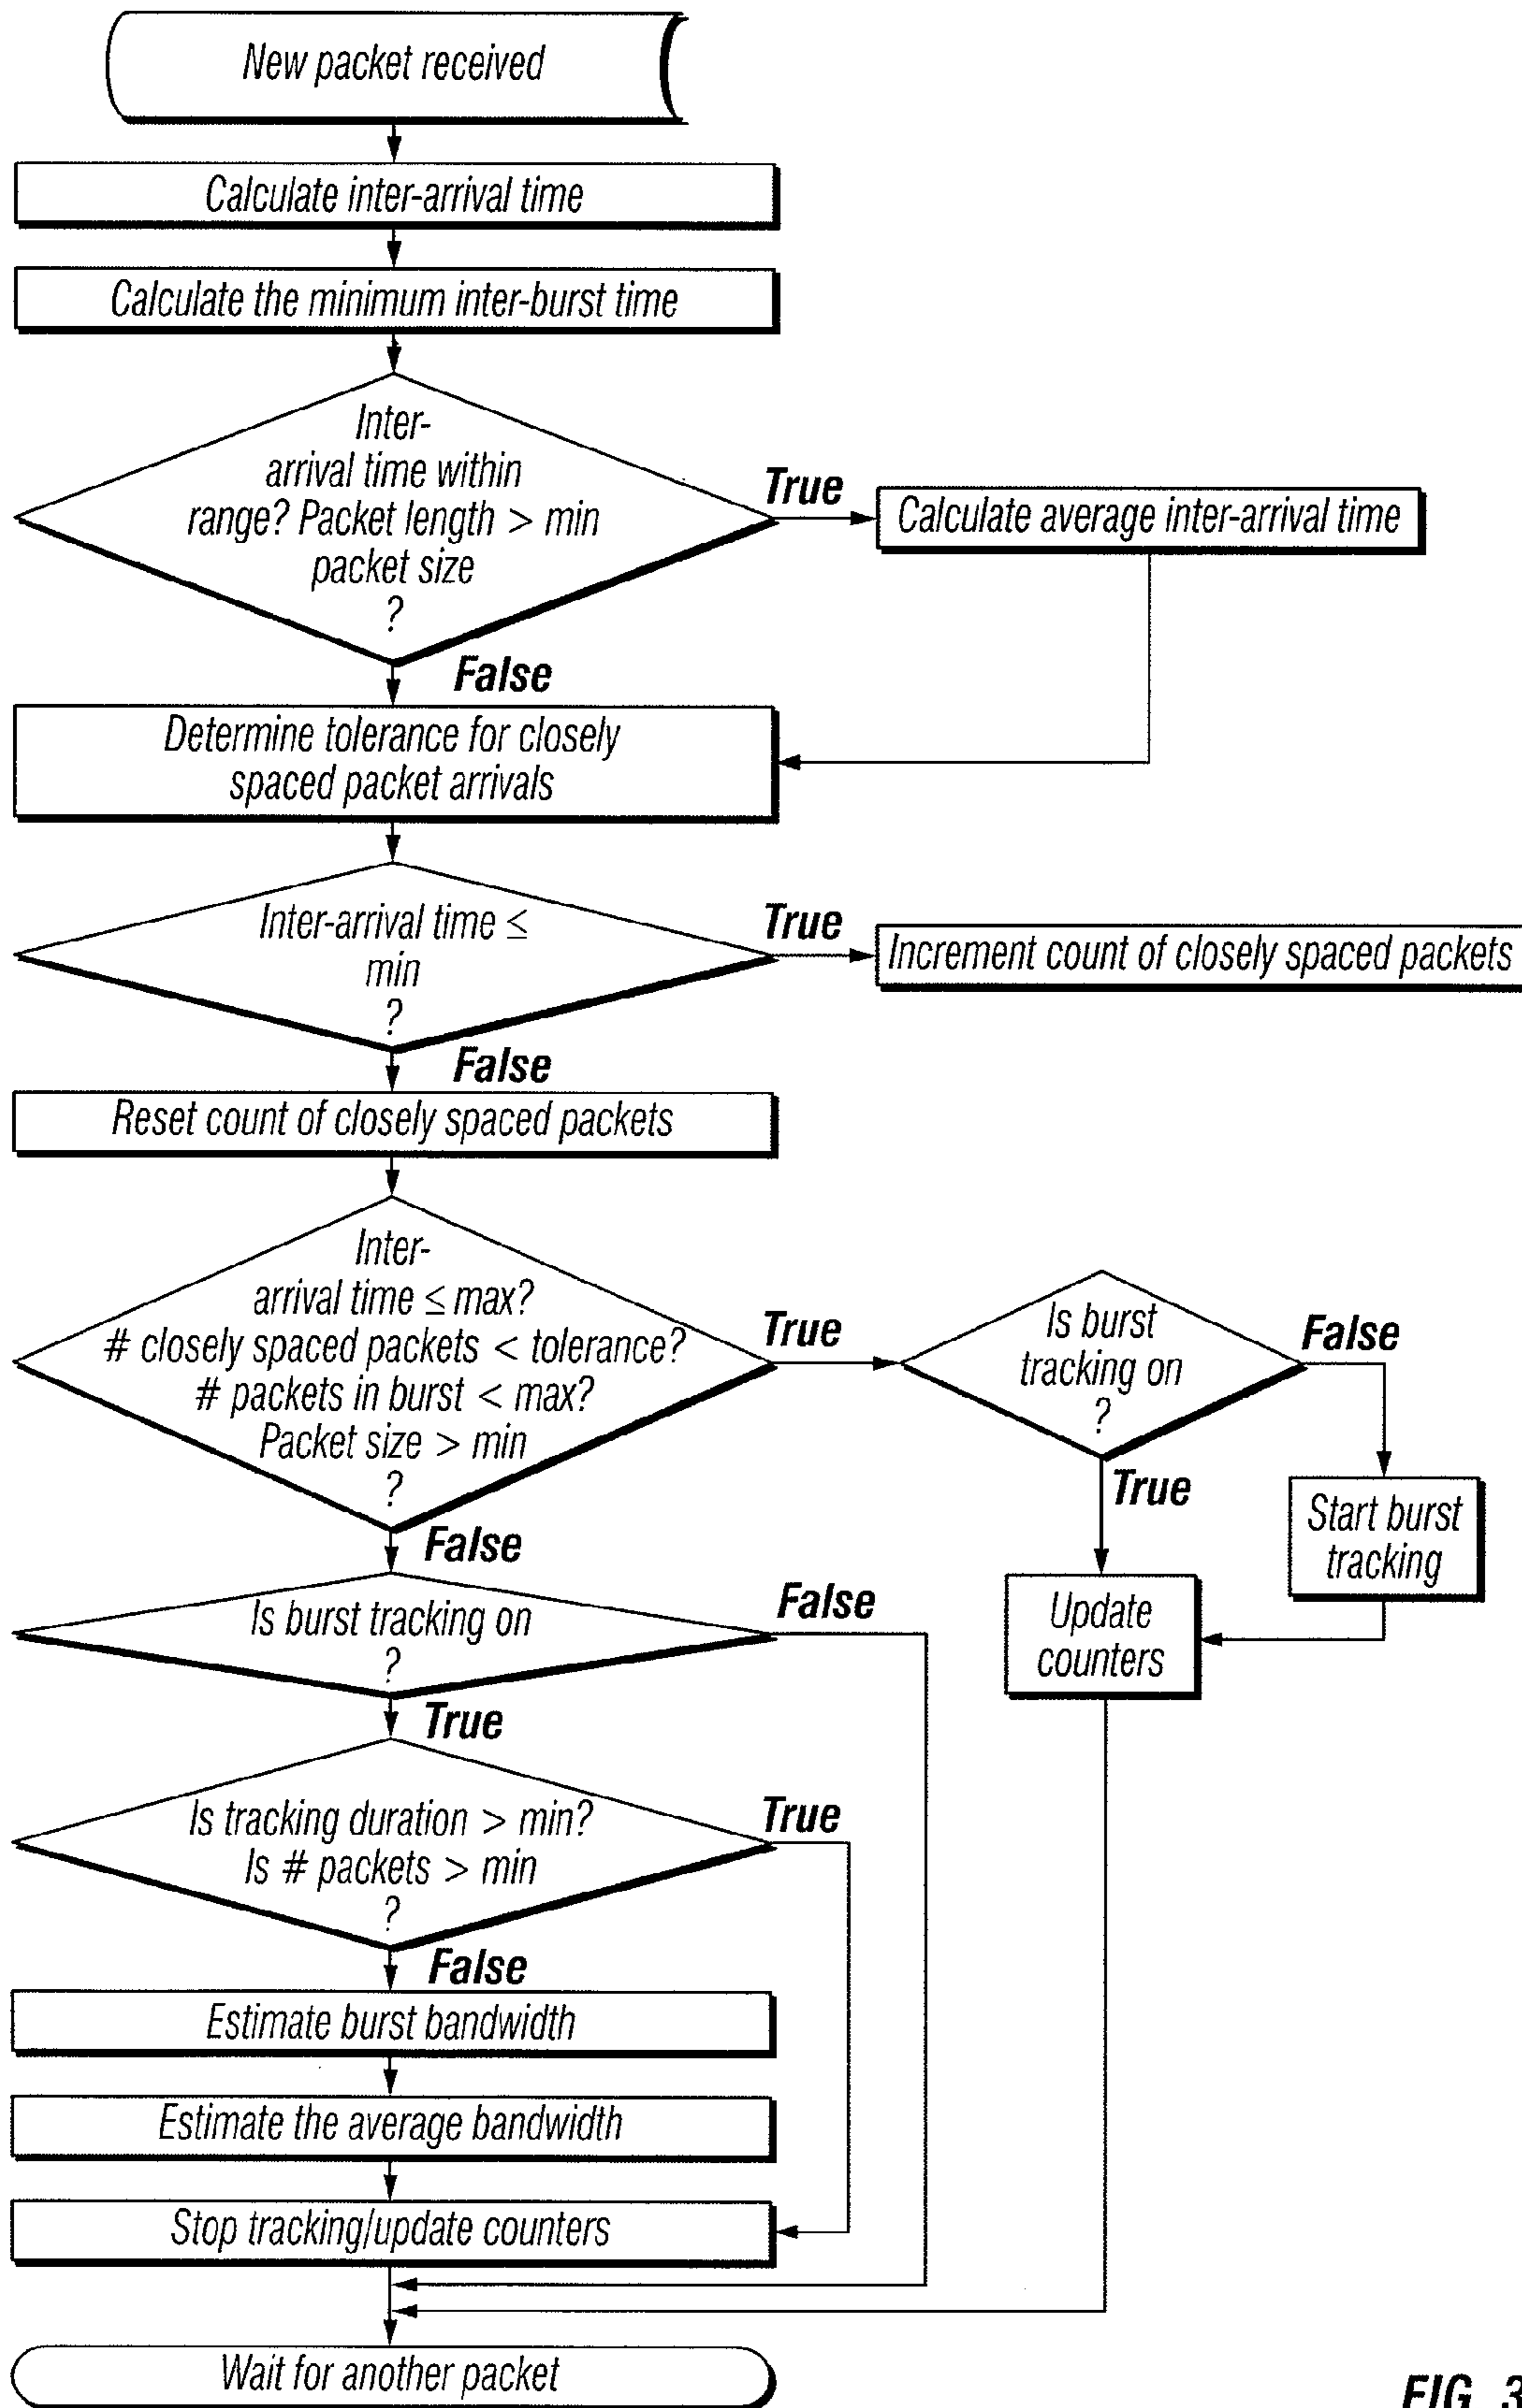 New packet received
Calculate inter-arrival time
Calculate the minimum inter-burst time
Inter-
arrival time within
range? Packet length > min
packet size
?
True
Calculate average inter-arrival time
False
Determine tolerance for closely
spaced packet arrivals
Inter-arrival time ≤
min
?
True
Increment count of closely spaced packets
False
Reset count of closely spaced packets
Inter-
arrival time ≤ max?
# closely spaced packets < tolerance?
# packets in burst < max?
Packet size > min
?
True
Is burst
tracking on
?
False
True
Start burst
tracking
Update
counters
False
Is burst tracking on
?
False
True
Is tracking duration > min?
Is # packets > min
?
True
False
Estimate burst bandwidth
Estimate the average bandwidth
Stop tracking/update counters
Wait for another packet
FIG. 3